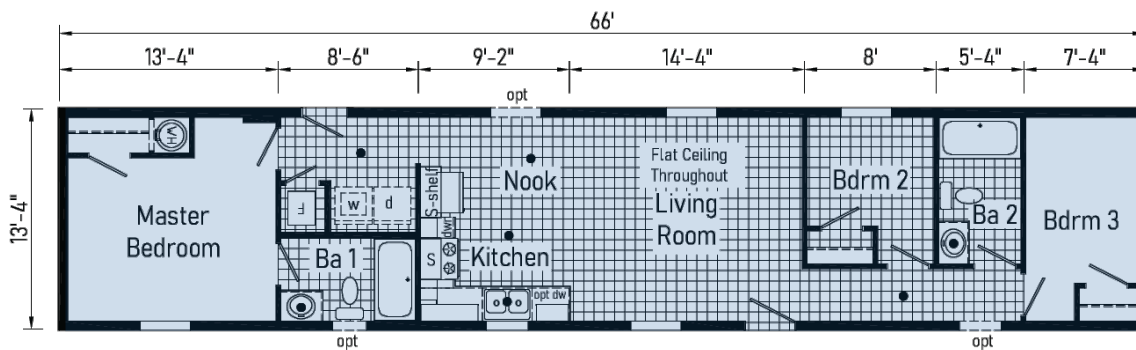 66'
13'-4" 8'-6" 9'-2" 14'-4" 8' 5'-4" 7'-4"
opt
13'-4"
WH
Master
Bedroom
F
w d
Ba 1
S-shelf
dwr
S
Nook
Kitchen
opt dw
Flat Ceiling
Throughout
Living
Room
Bdrm 2
Ba 2
Bdrm 3
opt opt